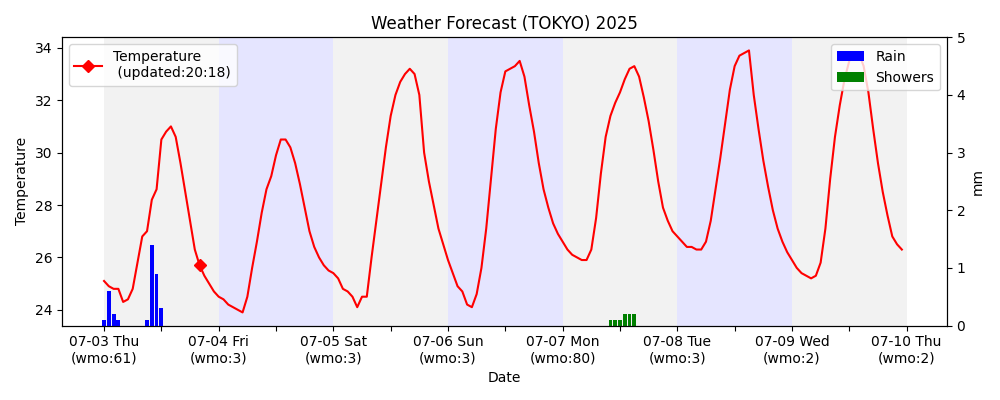 Weather Forecast (TOKYO) 2025
Temperature
(updated:20:18)
Rain
Showers
34
32
30
28
26
24
Temperature
5
4
3
2
1
0
mm
07-03 Thu
(wmo:61)
07-04 Fri
(wmo:3)
07-05 Sat
(wmo:3)
07-06 Sun
(wmo:3)
07-07 Mon
(wmo:80)
07-08 Tue
(wmo:3)
07-09 Wed
(wmo:2)
07-10 Thu
(wmo:2)
Date